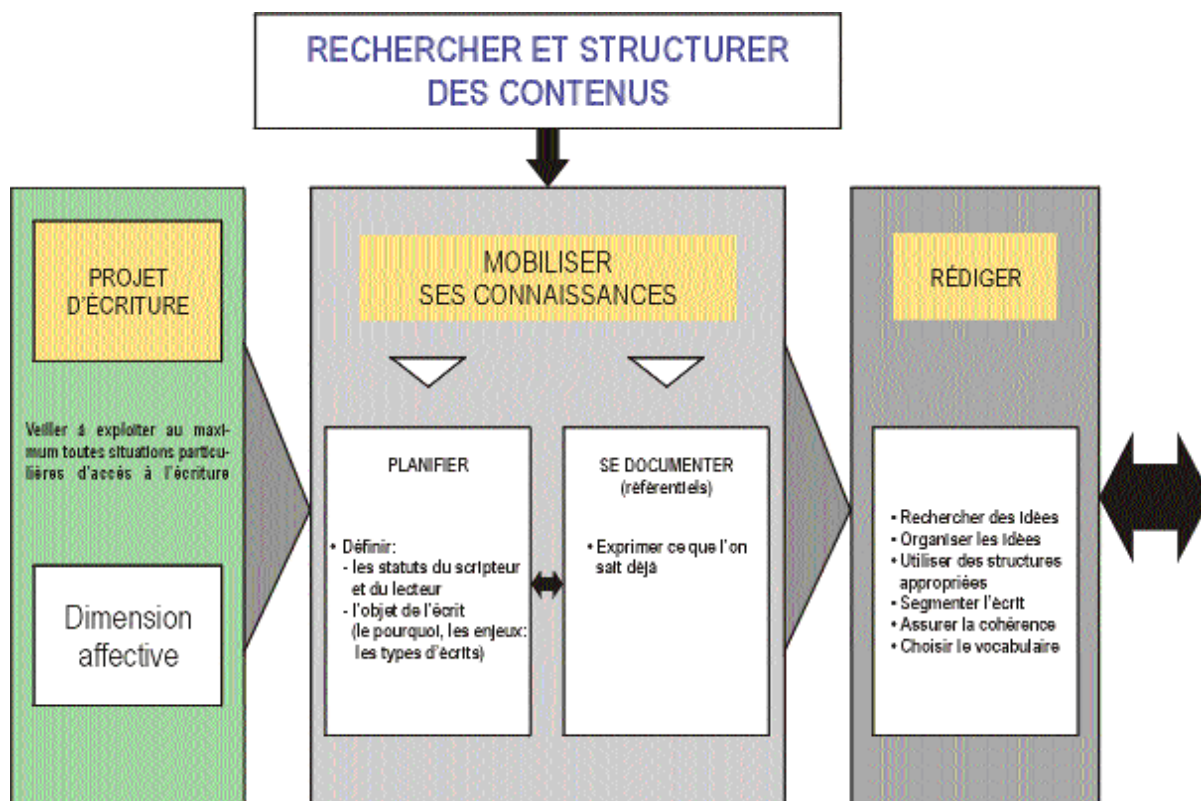 RECHERCHER ET STRUCTURER
DES CONTENUS
PROJET
D'ÉCRITURE
Veiller à exploiter au maxi-
mum toutes situations particu-
lières d'accès à l'écriture
Dimension
affective
MOBILISER
SES CONNAISSANCES
PLANIFIER
• Définir:
- les statuts du scripteur
et du lecteur
- l'objet de l'écrit
(le pourquoi, les enjeux:
les types d'écrits)
SE DOCUMENTER
(référentiels)
• Exprimer ce que l'on
sait déjà
RÉDIGER
• Rechercher des idées
• Organiser les idées
• Utiliser des structures
appropriées
• Segmenter l'écrit
• Assurer la cohérence
• Choisir le vocabulaire